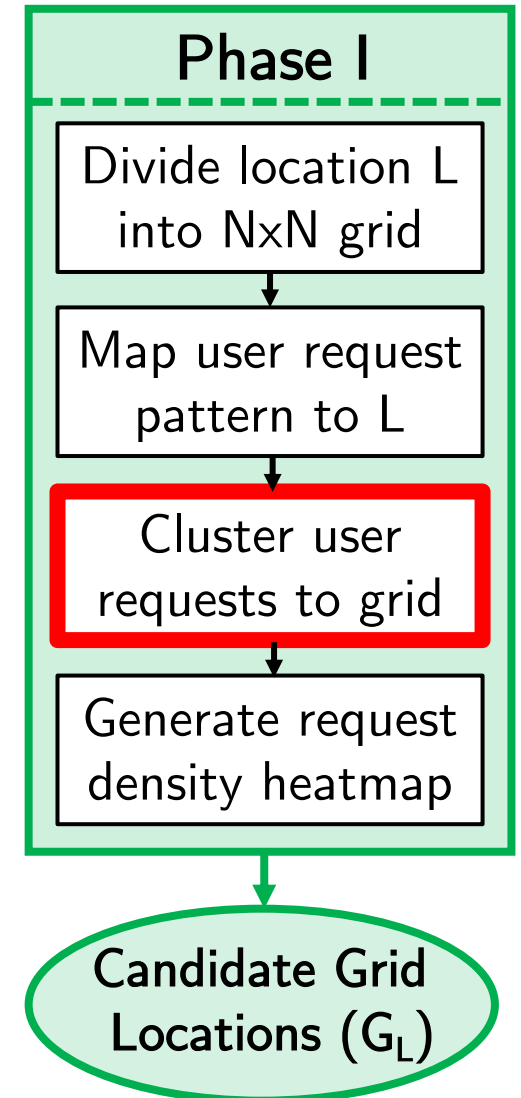 Phase I
Divide location L
into NxN grid
Map user request
pattern to L
Cluster user
requests to grid
Generate request
density heatmap
Candidate Grid
Locations (G_L)